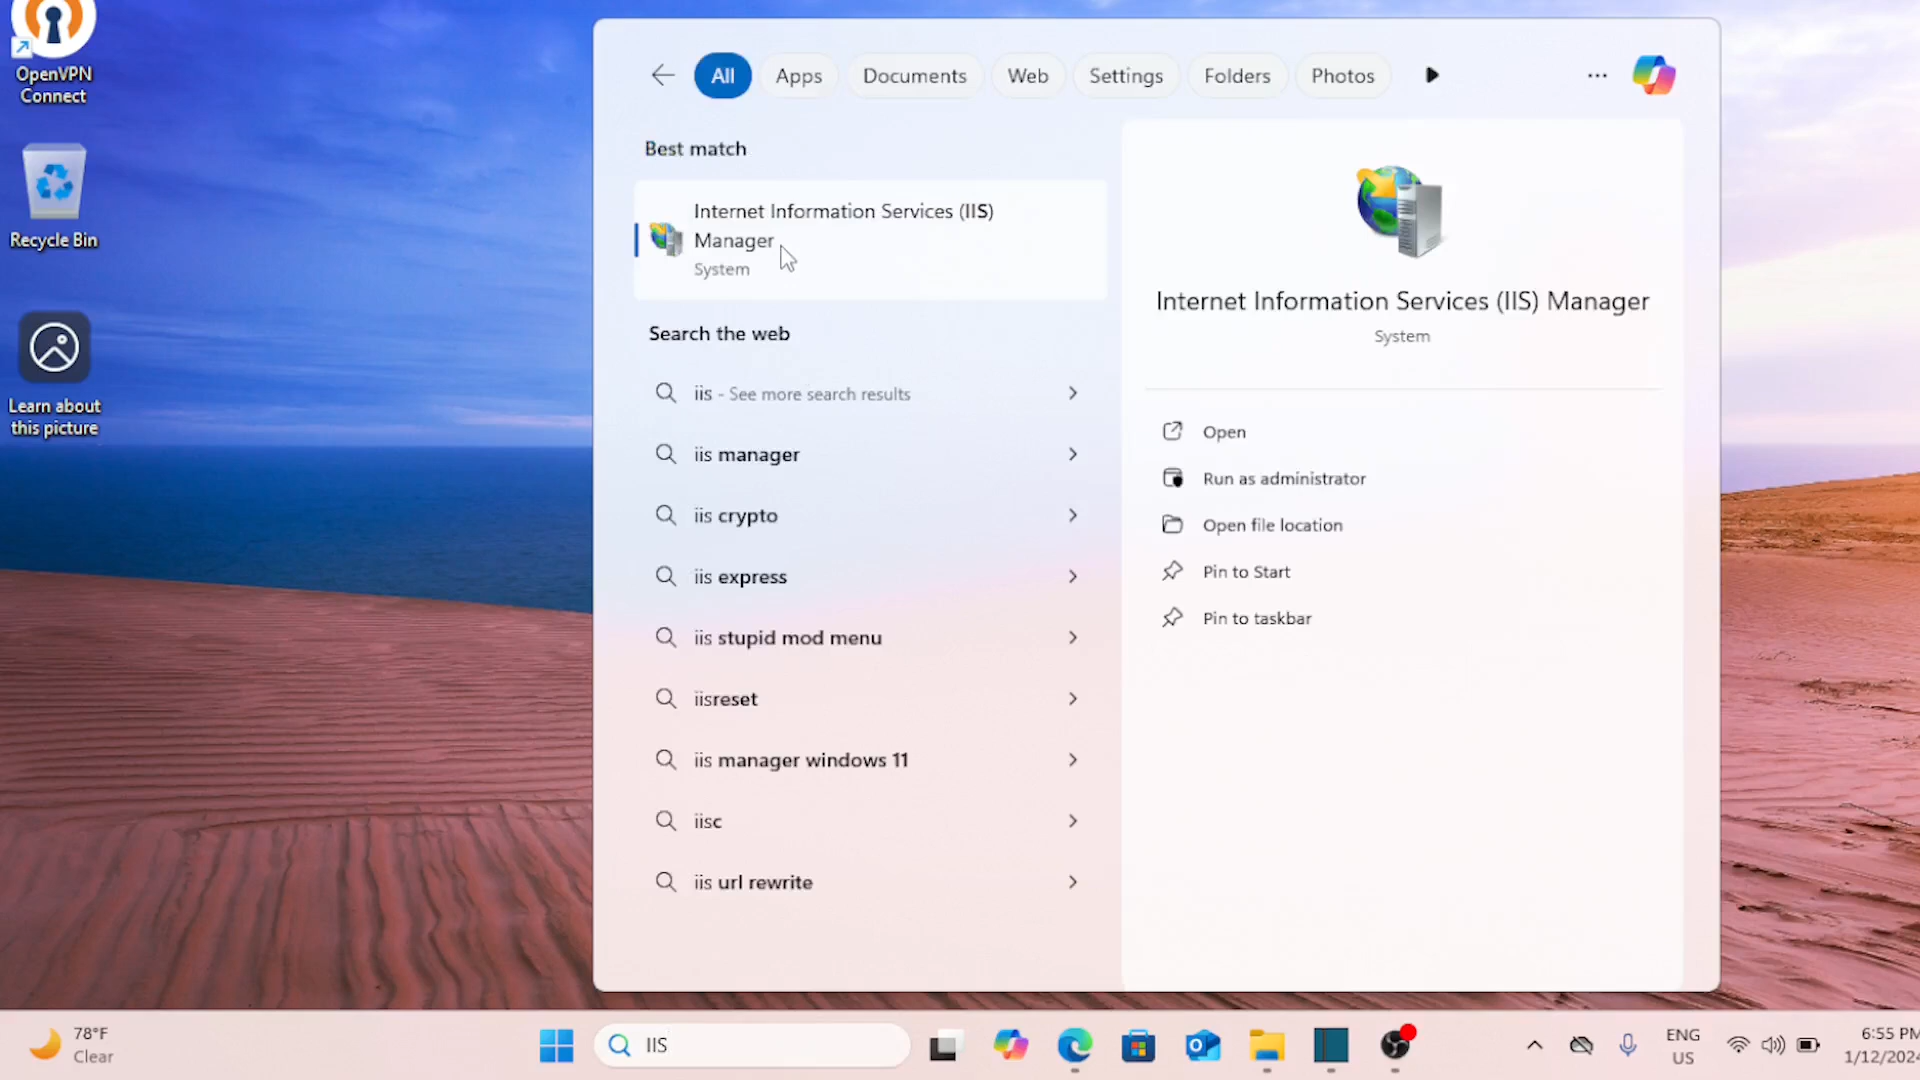 OpenVPN
Connect
Recycle Bin
Learn about
this picture
All
Apps
Documents
Web
Settings
Folders
Photos
Best match
Internet Information Services (IIS)
Manager
System
Search the web
iis - See more search results
iis manager
iis crypto
iis express
iis stupid mod menu
iisreset
iis manager windows 11
iisc
iis url rewrite
Internet Information Services (IIS) Manager
System
Open
Run as administrator
Open file location
Pin to Start
Pin to taskbar
78°F
Clear
IIS
ENG
US
6:55 PM
1/12/2024